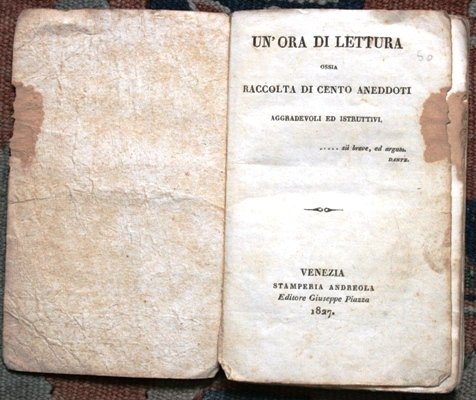 UN'ORA DI LETTURA
50
OSSIA
RACCOLTA DI CENTO ANEDDOTI
AGGRADEVOLI ED ISTRUTTIVI.
..... sii breve, ed arguto.
DANTE.
VENEZIA
STAMPERIA ANDREOLA
Editore Giuseppe Piazza
1827.